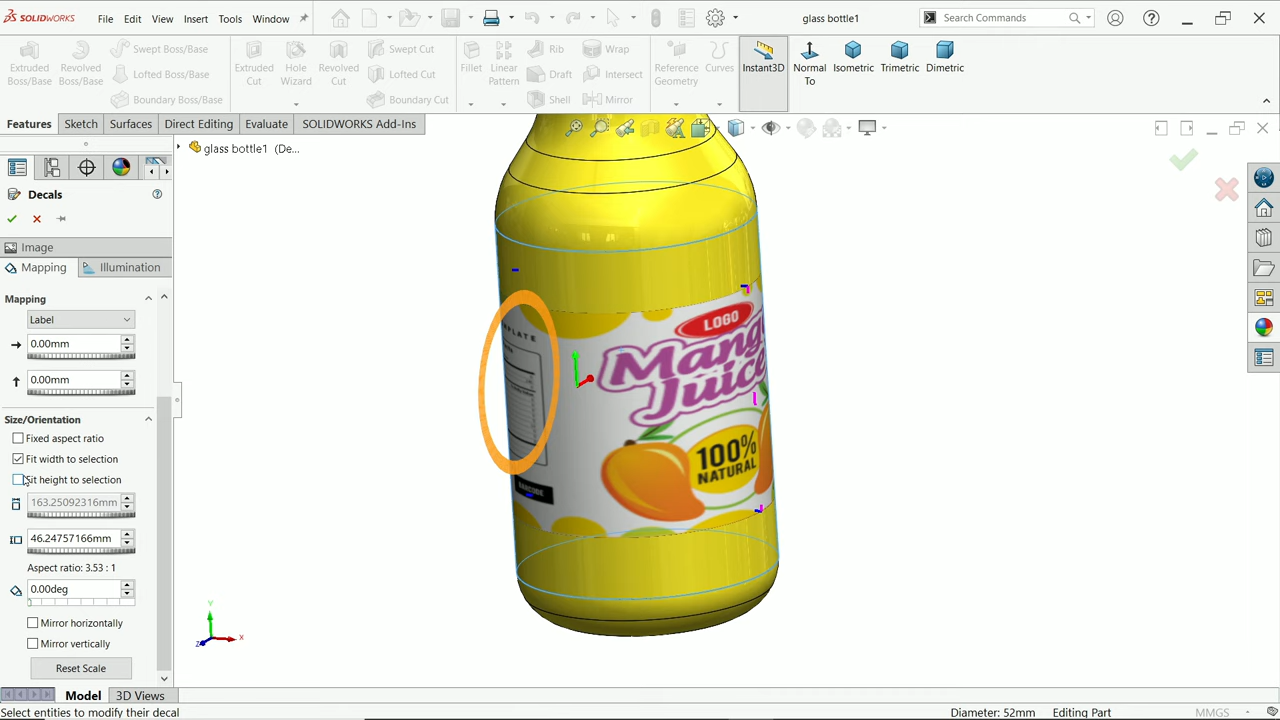 SOLIDWORKS File Edit View Insert Tools Window
glass bottle1
Search Commands
Extruded Boss/Base
Revolved Boss/Base
Swept Boss/Base
Lofted Boss/Base
Boundary Boss/Base
Extruded Cut
Hole Wizard
Revolved Cut
Swept Cut
Lofted Cut
Boundary Cut
Fillet
Linear Pattern
Rib
Draft
Shell
Wrap
Intersect
Mirror
Reference Geometry
Curves
Instant3D
Normal To
Isometric
Trimetric
Dimetric
Features Sketch Surfaces Direct Editing Evaluate SOLIDWORKS Add-Ins
glass bottle1 (De...
Decals
Image
Mapping Illumination
Mapping
Label
0.00mm
0.00mm
Size/Orientation
Fixed aspect ratio
Fit width to selection
Fit height to selection
163.25092316mm
46.24757166mm
Aspect ratio: 3.53 : 1
0.00deg
Mirror horizontally
Mirror vertically
Reset Scale
LOGO
Mang
Juice
100%
NATURAL
BARCODE
Y
Z
X
Model 3D Views
Select entities to modify their decal
Diameter: 52mm Editing Part MMGS